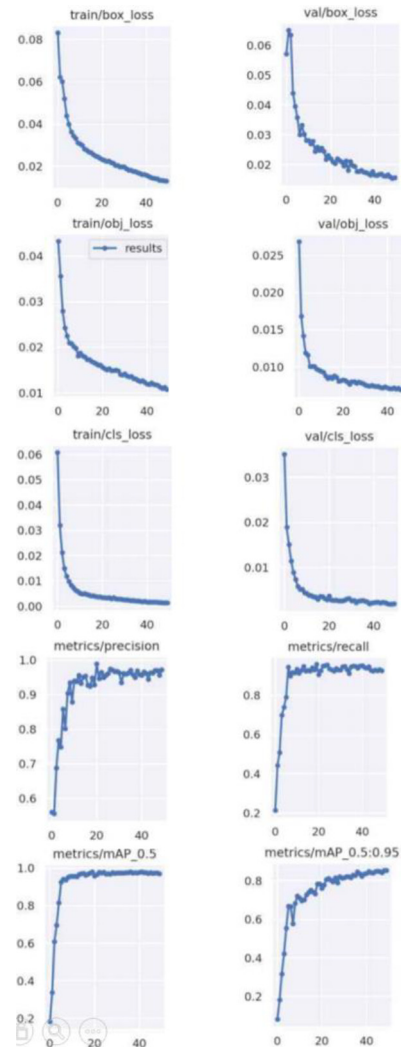 train/box_loss
0.08
0.06
0.04
0.02
0 20 40
val/box_loss
0.06
0.05
0.04
0.03
0.02
0 20 40
train/obj_loss
results
0.04
0.03
0.02
0.01
0 20 40
val/obj_loss
0.025
0.020
0.015
0.010
0 20 40
train/cls_loss
0.06
0.05
0.04
0.03
0.02
0.01
0.00
0 20 40
val/cls_loss
0.03
0.02
0.01
0 20 40
metrics/precision
1.0
0.9
0.8
0.7
0.6
0 20 40
metrics/recall
0.8
0.6
0.4
0.2
0 20 40
metrics/mAP_0.5
1.0
0.8
0.6
0.4
0.2
0 20 40
metrics/mAP_0.5:0.95
0.8
0.6
0.4
0.2
0 20 40